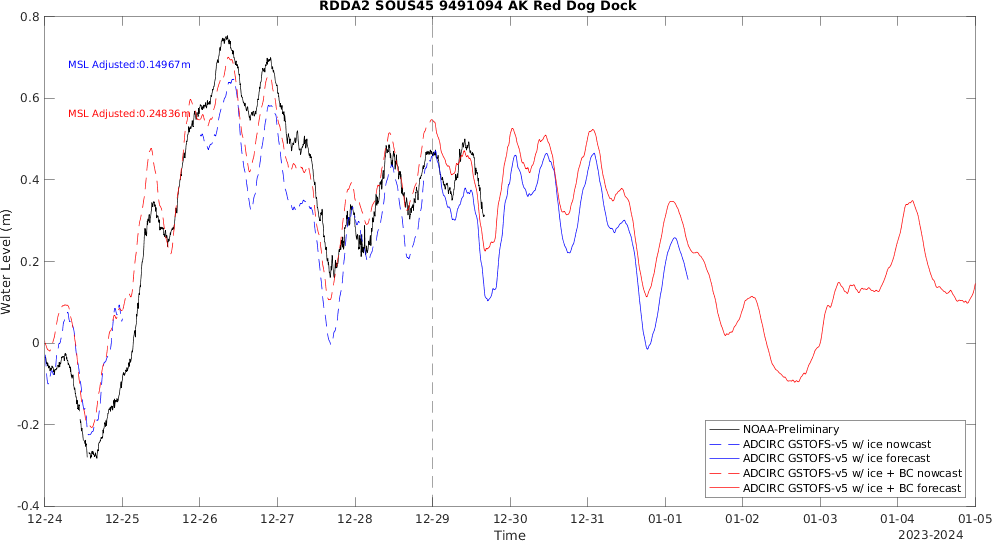 RDDA2 SOUS45 9491094 AK Red Dog Dock
0.8
0.6
0.4
0.2
0
-0.2
-0.4
Water Level (m)
MSL Adjusted:0.14967m
MSL Adjusted:0.24836m
NOAA-Preliminary
ADCIRC GSTOFS-v5 w/ ice nowcast
ADCIRC GSTOFS-v5 w/ ice forecast
ADCIRC GSTOFS-v5 w/ ice + BC nowcast
ADCIRC GSTOFS-v5 w/ ice + BC forecast
12-24 12-25 12-26 12-27 12-28 12-29 12-30 12-31 01-01 01-02 01-03 01-04 01-05
Time
2023-2024